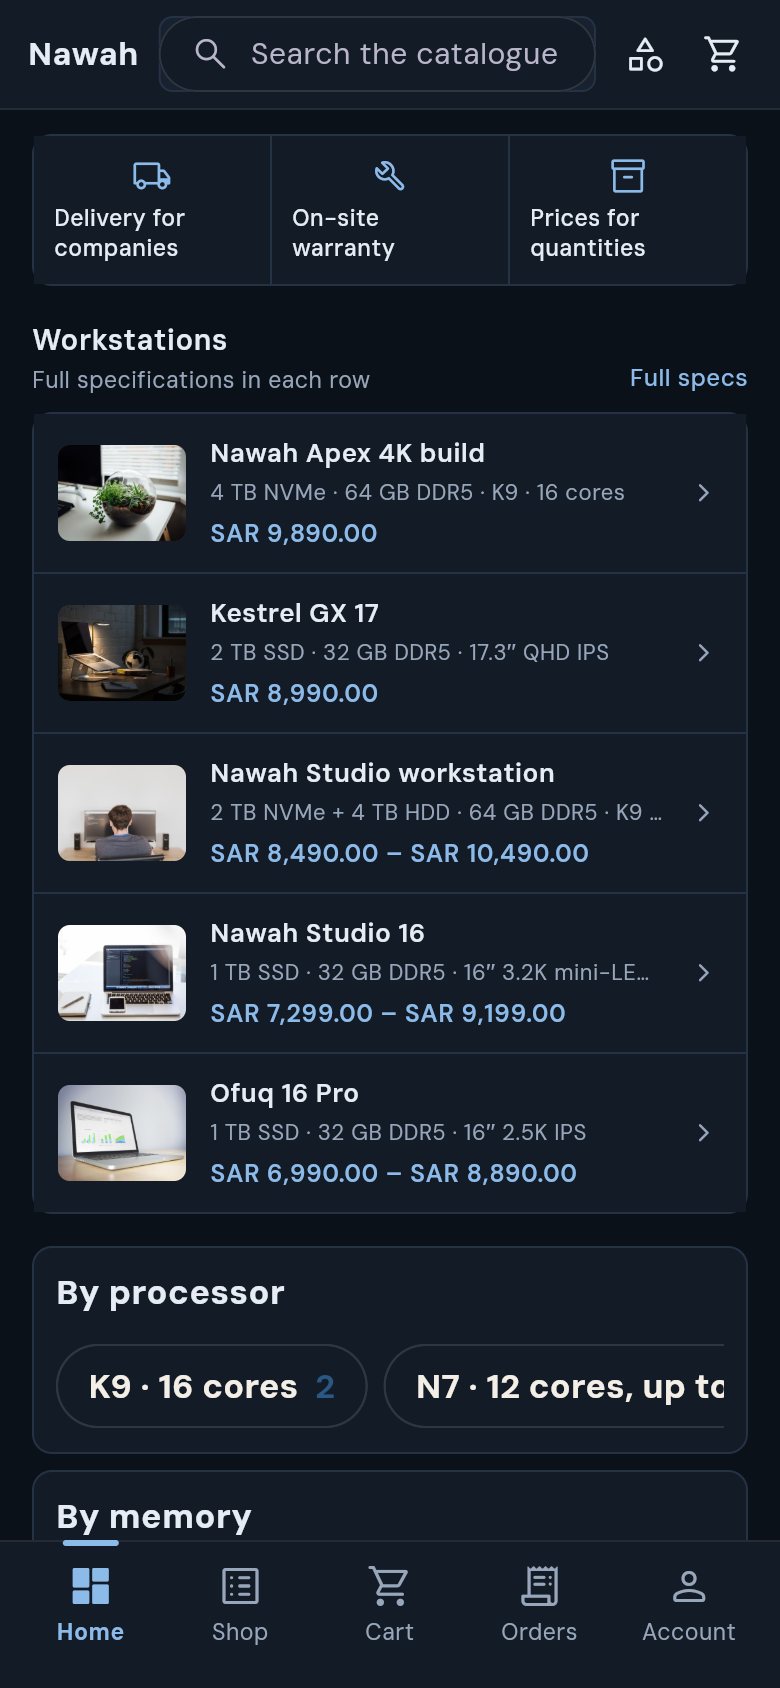 Nawah
Search the catalogue
Delivery for
companies
On-site
warranty
Prices for
quantities
Workstations
Full specifications in each row
Full specs
Nawah Apex 4K build
4 TB NVMe · 64 GB DDR5 · K9 · 16 cores
SAR 9,890.00
Kestrel GX 17
2 TB SSD · 32 GB DDR5 · 17.3″ QHD IPS
SAR 8,990.00
Nawah Studio workstation
2 TB NVMe + 4 TB HDD · 64 GB DDR5 · K9 ...
SAR 8,490.00 – SAR 10,490.00
Nawah Studio 16
1 TB SSD · 32 GB DDR5 · 16″ 3.2K mini-LE...
SAR 7,299.00 – SAR 9,199.00
Ofuq 16 Pro
1 TB SSD · 32 GB DDR5 · 16″ 2.5K IPS
SAR 6,990.00 – SAR 8,890.00
By processor
K9 · 16 cores 2
N7 · 12 cores, up to
By memory
Home
Shop
Cart
Orders
Account